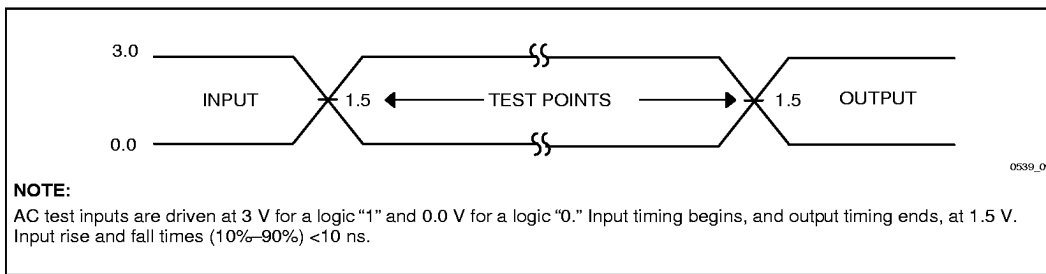 3.0
INPUT 1.5 TEST POINTS 1.5 OUTPUT
0.0
0539_0
NOTE:
AC test inputs are driven at 3 V for a logic “1” and 0.0 V for a logic “0.” Input timing begins, and output timing ends, at 1.5 V.
Input rise and fall times (10%–90%) <10 ns.